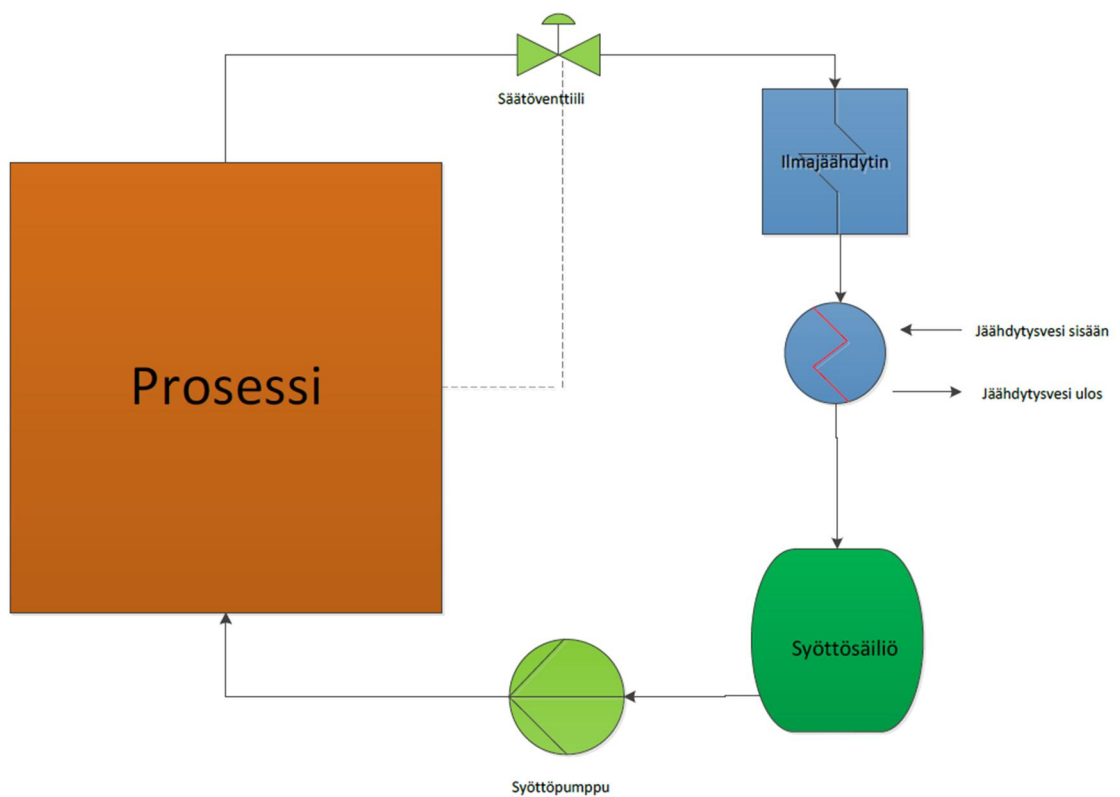 Säätöventtiili
Ilmajäähdytin
Jäähdytysvesi sisään
Prosessi
Jäähdytysvesi ulos
Syöttösäiliö
Syöttöpumppu